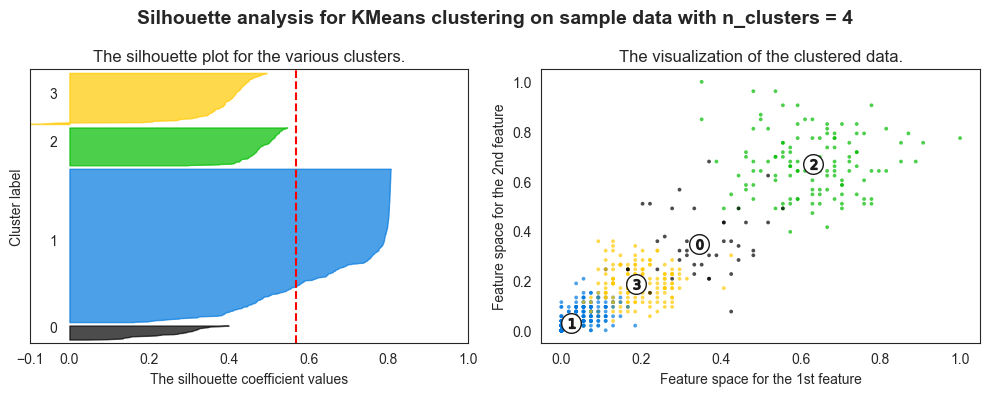 Silhouette analysis for KMeans clustering on sample data with n_clusters = 4
The silhouette plot for the various clusters.
Cluster label
3
2
1
0
−0.1 0.0 0.2 0.4 0.6 0.8 1.0
The silhouette coefficient values
The visualization of the clustered data.
Feature space for the 2nd feature
1.0
0.8
0.6
0.4
0.2
0.0
2
0
3
1
0.0 0.2 0.4 0.6 0.8 1.0
Feature space for the 1st feature